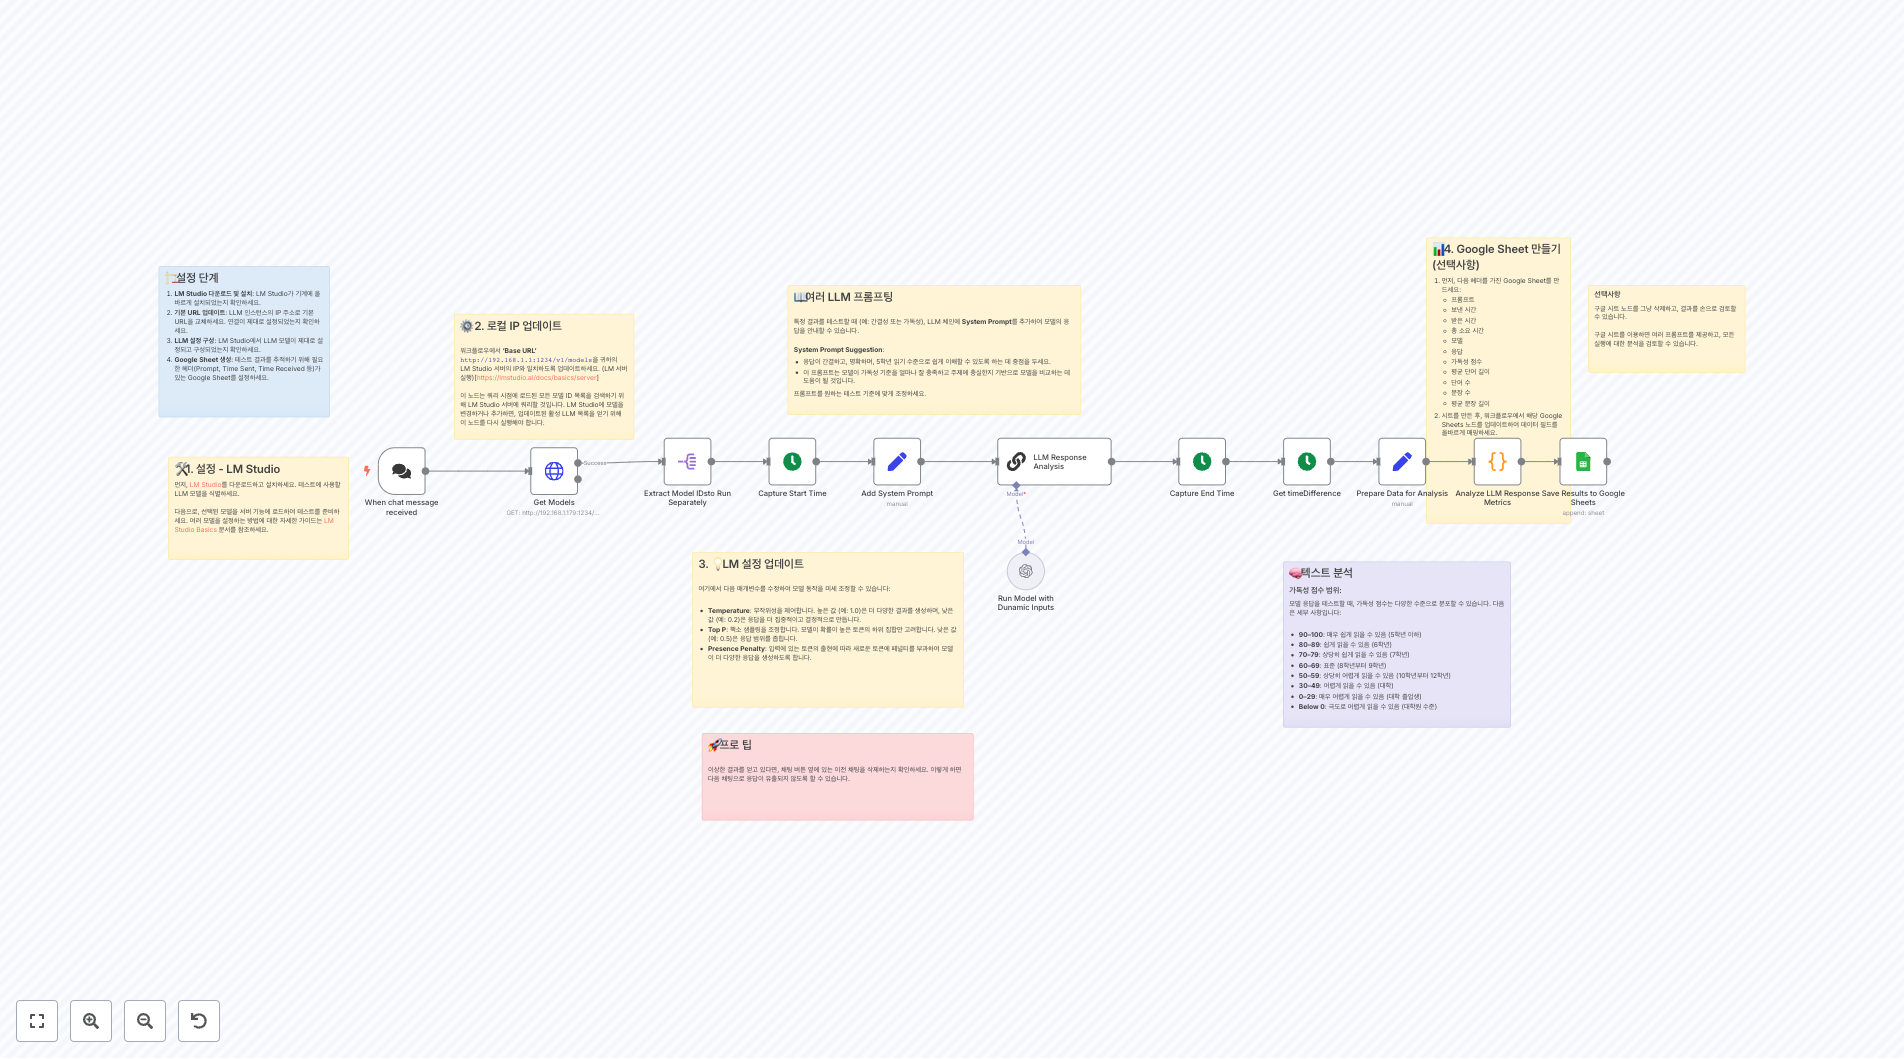 설정 단계
1. LM Studio 다운로드 및 설치: LM Studio가 기계에 올
바르게 설치되었는지 확인하세요.
2. 기본 URL 업데이트: LLM 인스턴스의 IP 주소로 기본
URL을 교체하세요. 연결이 제대로 설정되었는지 확인하
세요.
3. LLM 설정 구성: LM Studio에서 LLM 모델이 제대로 설
정되고 구성되었는지 확인하세요.
4. Google Sheet 생성: 테스트 결과를 추적하기 위해 필요
한 헤더(Prompt, Time Sent, Time Received 등)가
있는 Google Sheet를 설정하세요.
1. 설정 - LM Studio
먼저, LM Studio를 다운로드하고 설치하세요. 테스트에 사용할
LLM 모델을 식별하세요.
다음으로, 선택된 모델을 서버 기능에 로드하여 테스트를 준비하
세요. 여러 모델을 설정하는 방법에 대한 자세한 가이드는 LM
Studio Basics 문서를 참조하세요.
2. 로컬 IP 업데이트
워크플로우에서 'Base URL'
http://192.168.1.1:1234/v1/models을 귀하의
LM Studio 서버의 IP와 일치하도록 업데이트하세요. (LM 서버
실행)[https://lmstudio.ai/docs/basics/server]
이 노드는 쿼리 시점에 로드된 모든 모델 ID 목록을 검색하기 위
해 LM Studio 서버에 쿼리할 것입니다. LM Studio에 모델을
변경하거나 추가하면, 업데이트된 활성 LLM 목록을 얻기 위해
이 노드를 다시 실행해야 합니다.
여러 LLM 프롬프팅
특정 결과를 테스트할 때 (예: 간결성 또는 가독성), LLM 체인에 System Prompt를 추가하여 모델의 응
답을 안내할 수 있습니다.
System Prompt Suggestion:
응답이 간결하고, 명확하며, 5학년 읽기 수준으로 쉽게 이해할 수 있도록 하는 데 중점을 두세요.
이 프롬프트는 모델이 가독성 기준을 얼마나 잘 충족하고 주제에 충실한지 기반으로 모델을 비교하는 데
도움이 될 것입니다.
프롬프트를 원하는 테스트 기준에 맞게 조정하세요.
4. Google Sheet 만들기
(선택사항)
1. 먼저, 다음 헤더를 가진 Google Sheet를 만
드세요:
프롬프트
보낸 시간
받은 시간
총 소요 시간
모델
응답
가독성 점수
평균 단어 길이
단어 수
문장 수
평균 문장 길이
2. 시트를 만든 후, 워크플로우에서 해당 Google
Sheets 노드를 업데이트하여 데이터 필드를
올바르게 매핑하세요.
선택사항
구글 시트 노드를 그냥 삭제하고, 결과를 손으로 검토할
수 있습니다.
구글 시트를 이용하면 여러 프롬프트를 제공하고, 모든
실행에 대한 분석을 검토할 수 있습니다.
When chat message
received
Get Models
GET: http://192.168.1.179:1234/...
Success
Extract Model IDsto Run
Separately
Capture Start Time
Add System Prompt
manual
LLM Response
Analysis
Model*
Model
Run Model with
Dunamic Inputs
Capture End Time
Get timeDifference
Prepare Data for Analysis
manual
Analyze LLM Response
Metrics
Save Results to Google
Sheets
append: sheet
3. LM 설정 업데이트
여기에서 다음 매개변수를 수정하여 모델 동작을 미세 조정할 수 있습니다:
Temperature: 무작위성을 제어합니다. 높은 값 (예: 1.0)은 더 다양한 결과를 생성하며, 낮은
값 (예: 0.2)은 응답을 더 집중적이고 결정적으로 만듭니다.
Top P: 핵소 샘플링을 조정합니다. 모델이 확률이 높은 토큰의 하위 집합만 고려합니다. 낮은 값
(예: 0.5)은 응답 범위를 좁힙니다.
Presence Penalty: 입력에 있는 토큰의 출현에 따라 새로운 토큰에 페널티를 부과하여 모델
이 더 다양한 응답을 생성하도록 합니다.
프로 팁
이상한 결과를 얻고 있다면, 채팅 버튼 옆에 있는 이전 채팅을 삭제하는지 확인하세요. 이렇게 하면
다음 채팅으로 응답이 유출되지 않도록 할 수 있습니다.
텍스트 분석
가독성 점수 범위:
모델 응답을 테스트할 때, 가독성 점수는 다양한 수준으로 분포할 수 있습니다. 다음
은 세부 사항입니다:
90–100: 매우 쉽게 읽을 수 있음 (5학년 이하)
80–89: 쉽게 읽을 수 있음 (6학년)
70–79: 상당히 쉽게 읽을 수 있음 (7학년)
60–69: 표준 (8학년부터 9학년)
50–59: 상당히 어렵게 읽을 수 있음 (10학년부터 12학년)
30–49: 어렵게 읽을 수 있음 (대학)
0–29: 매우 어렵게 읽을 수 있음 (대학 졸업생)
Below 0: 극도로 어렵게 읽을 수 있음 (대학원 수준)